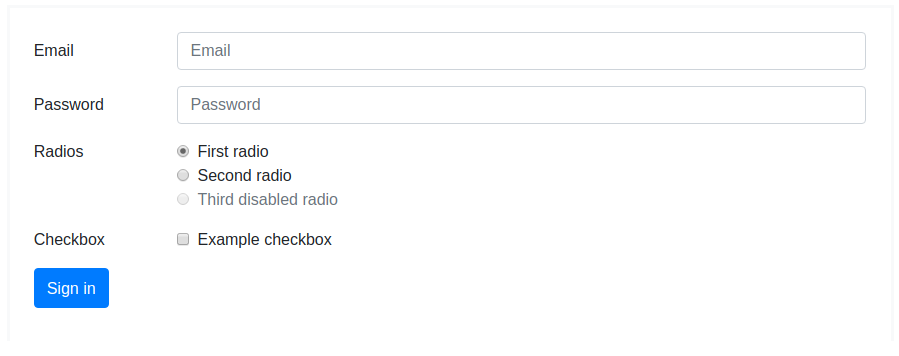 Email Email
Password Password
Radios First radio
Second radio
Third disabled radio
Checkbox Example checkbox
Sign in